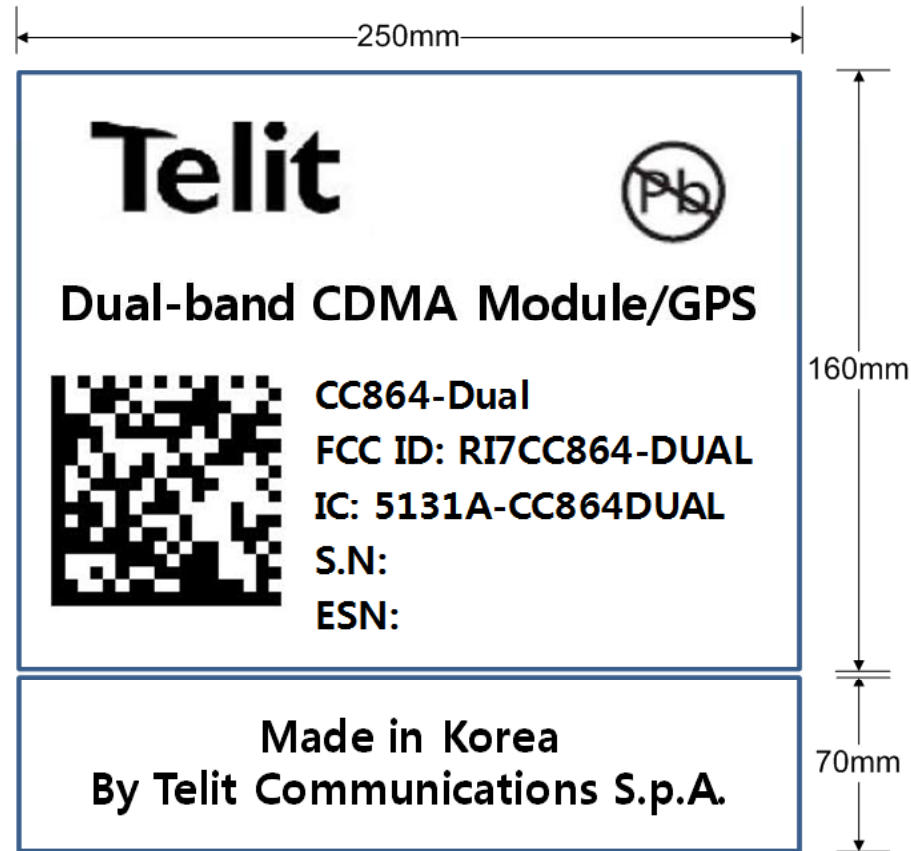 250mm
Telit
Pb
Dual-band CDMA Module/GPS
160mm
CC864-Dual
FCC ID: RI7CC864-DUAL
IC: 5131A-CC864DUAL
S.N:
ESN:
Made in Korea
70mm
By Telit Communications S.p.A.